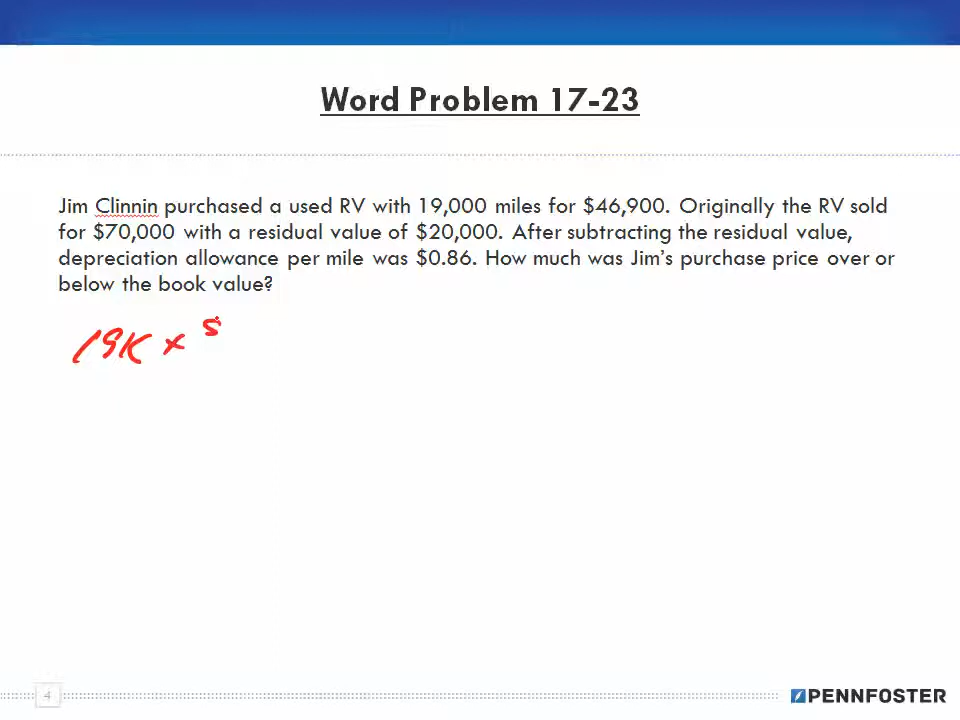 Word Problem 17-23
Jim Clinnin purchased a used RV with 19,000 miles for $46,900. Originally the RV sold
for $70,000 with a residual value of $20,000. After subtracting the residual value,
depreciation allowance per mile was $0.86. How much was Jim's purchase price over or
below the book value?
19K x
4
PENNFOSTER